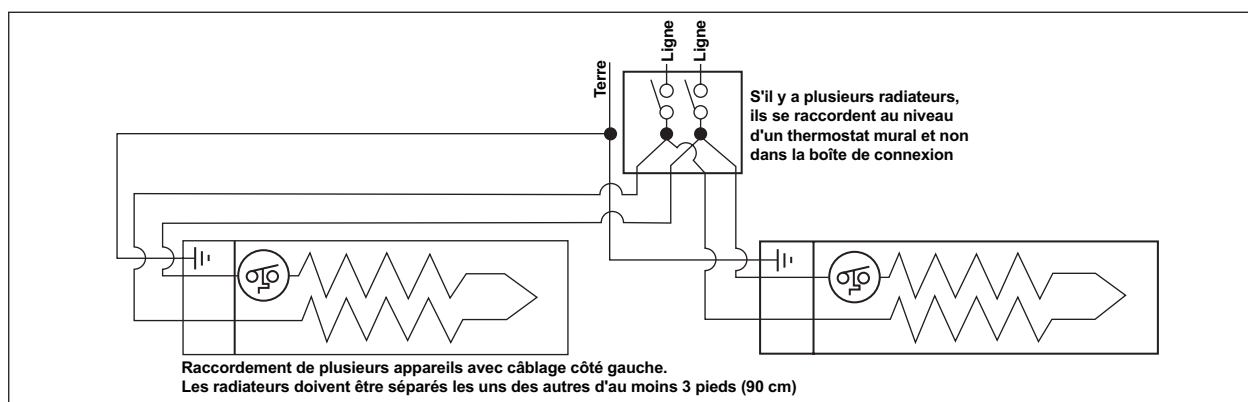 Terre
Ligne
Ligne
S'il y a plusieurs radiateurs,
ils se raccordent au niveau
d'un thermostat mural et non
dans la boîte de connexion
Raccordement de plusieurs appareils avec câblage côté gauche.
Les radiateurs doivent être séparés les uns des autres d'au moins 3 pieds (90 cm)